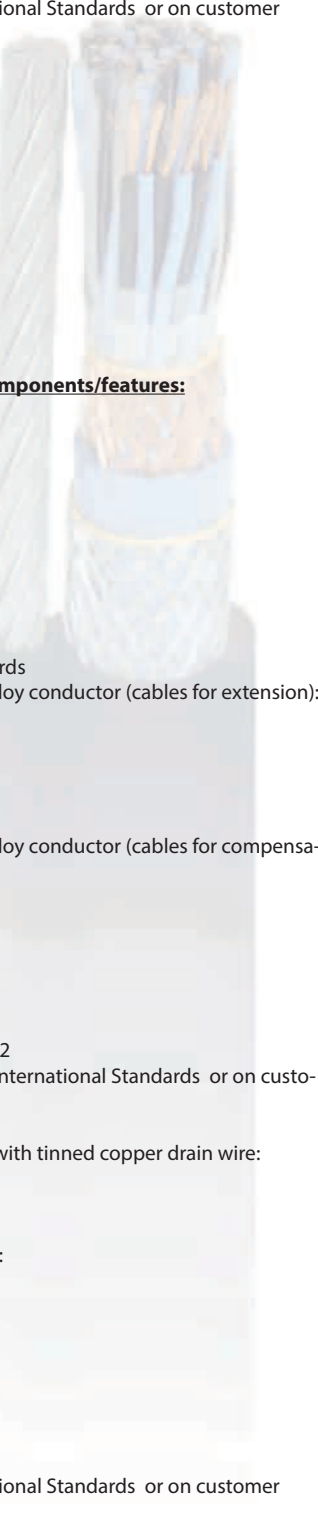 ional Standards or on customer
mponents/features:
rds
loy conductor (cables for extension):
loy conductor (cables for compensa-
2
nternational Standards or on custo-
with tinned copper drain wire:
:
ional Standards or on customer